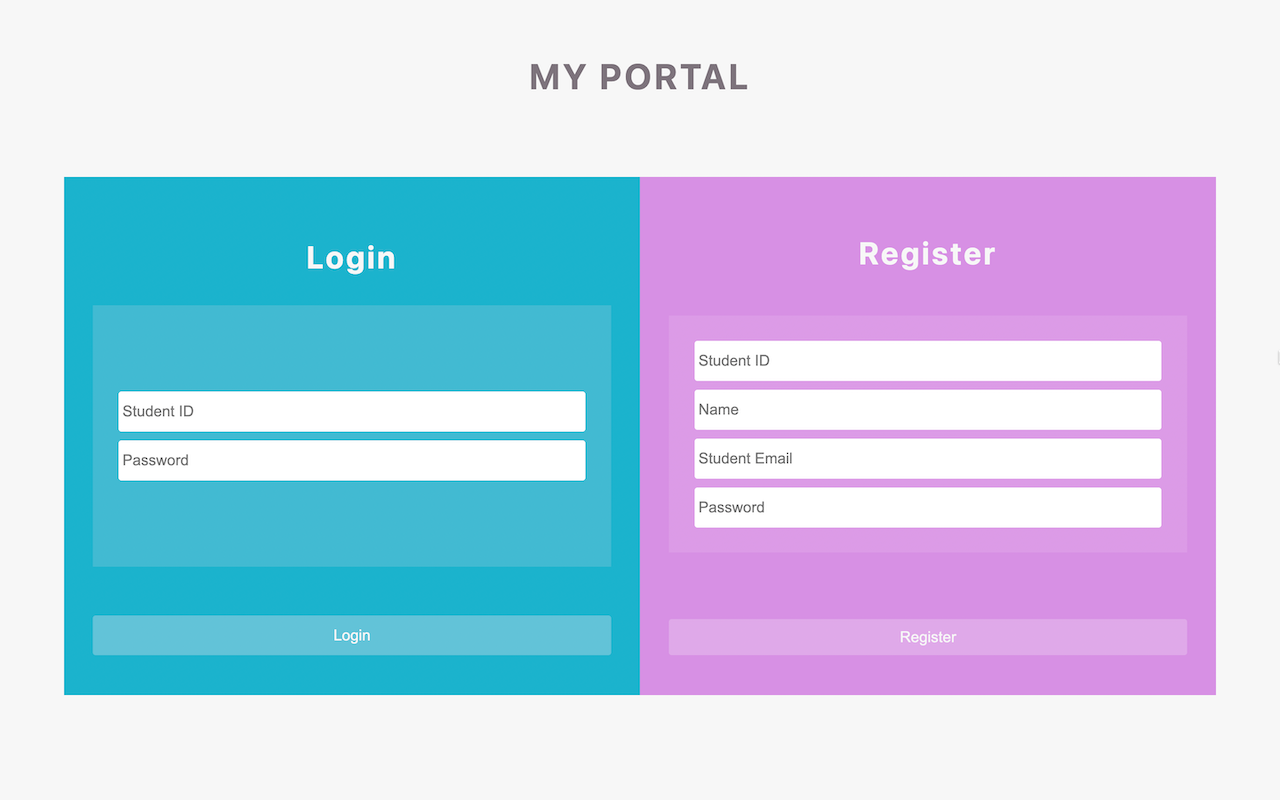 MY PORTAL
Login
Student ID
Password
Login
Register
Student ID
Name
Student Email
Password
Register